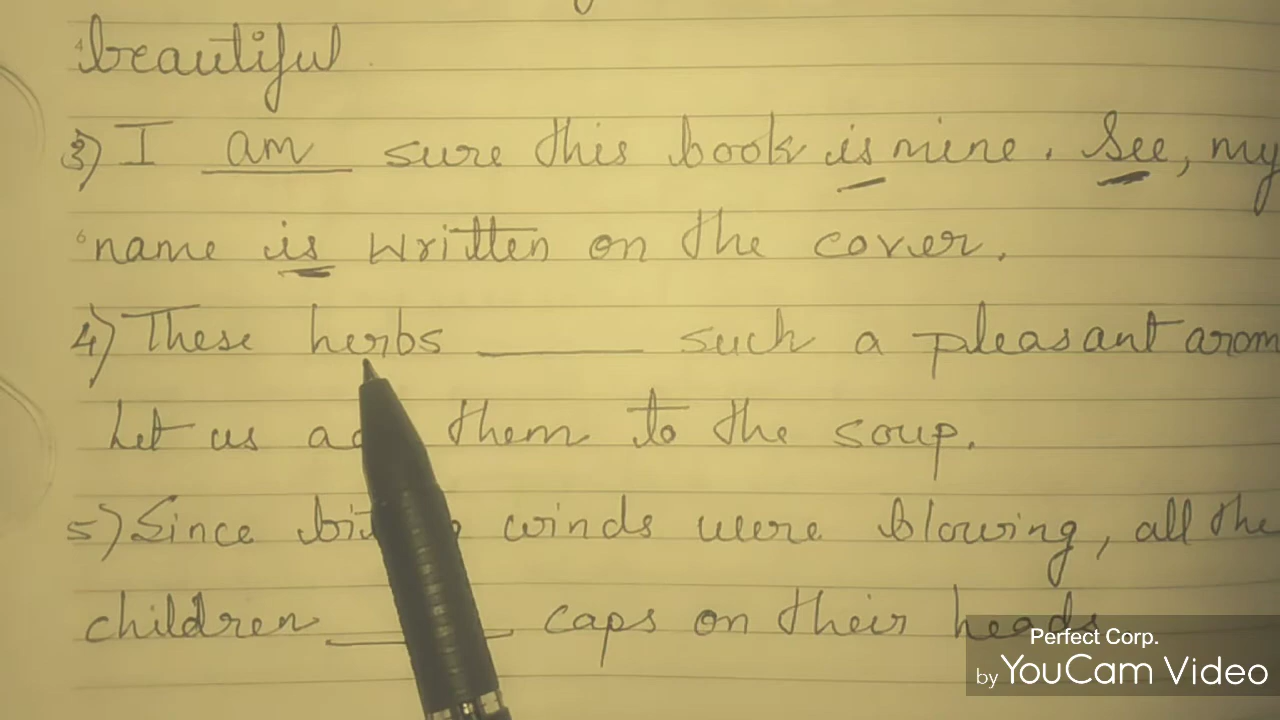 beautiful.
3) I am sure this book is mine. See, my
name is written on the cover.
4) These herbs ______ such a pleasant arom
Let us them to the soup.
5) Since winds were blowing, all the
children ______ caps on their heads
Perfect Corp.
by YouCam Video